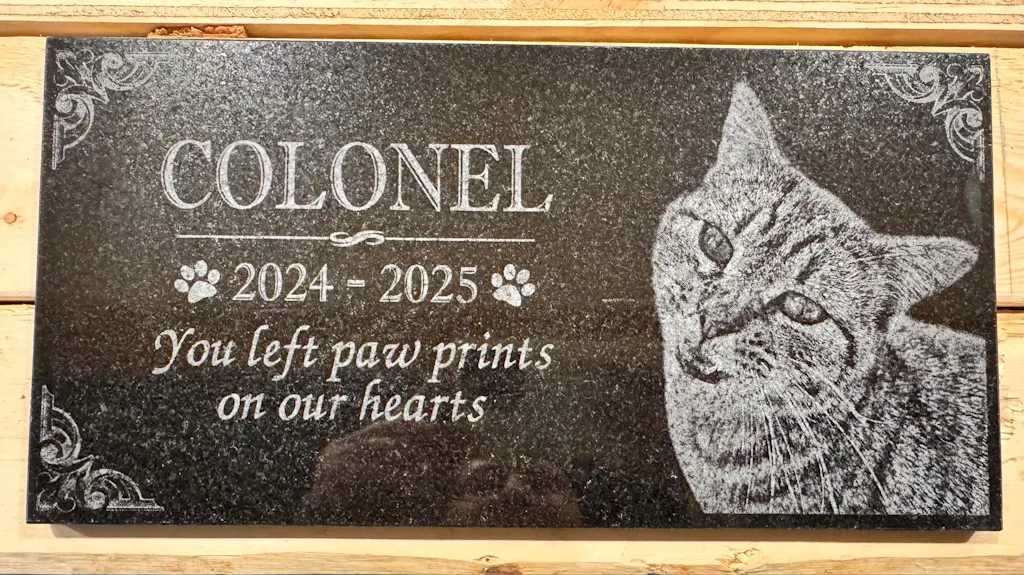 COLONEL
2024 - 2025
You left paw prints
on our hearts